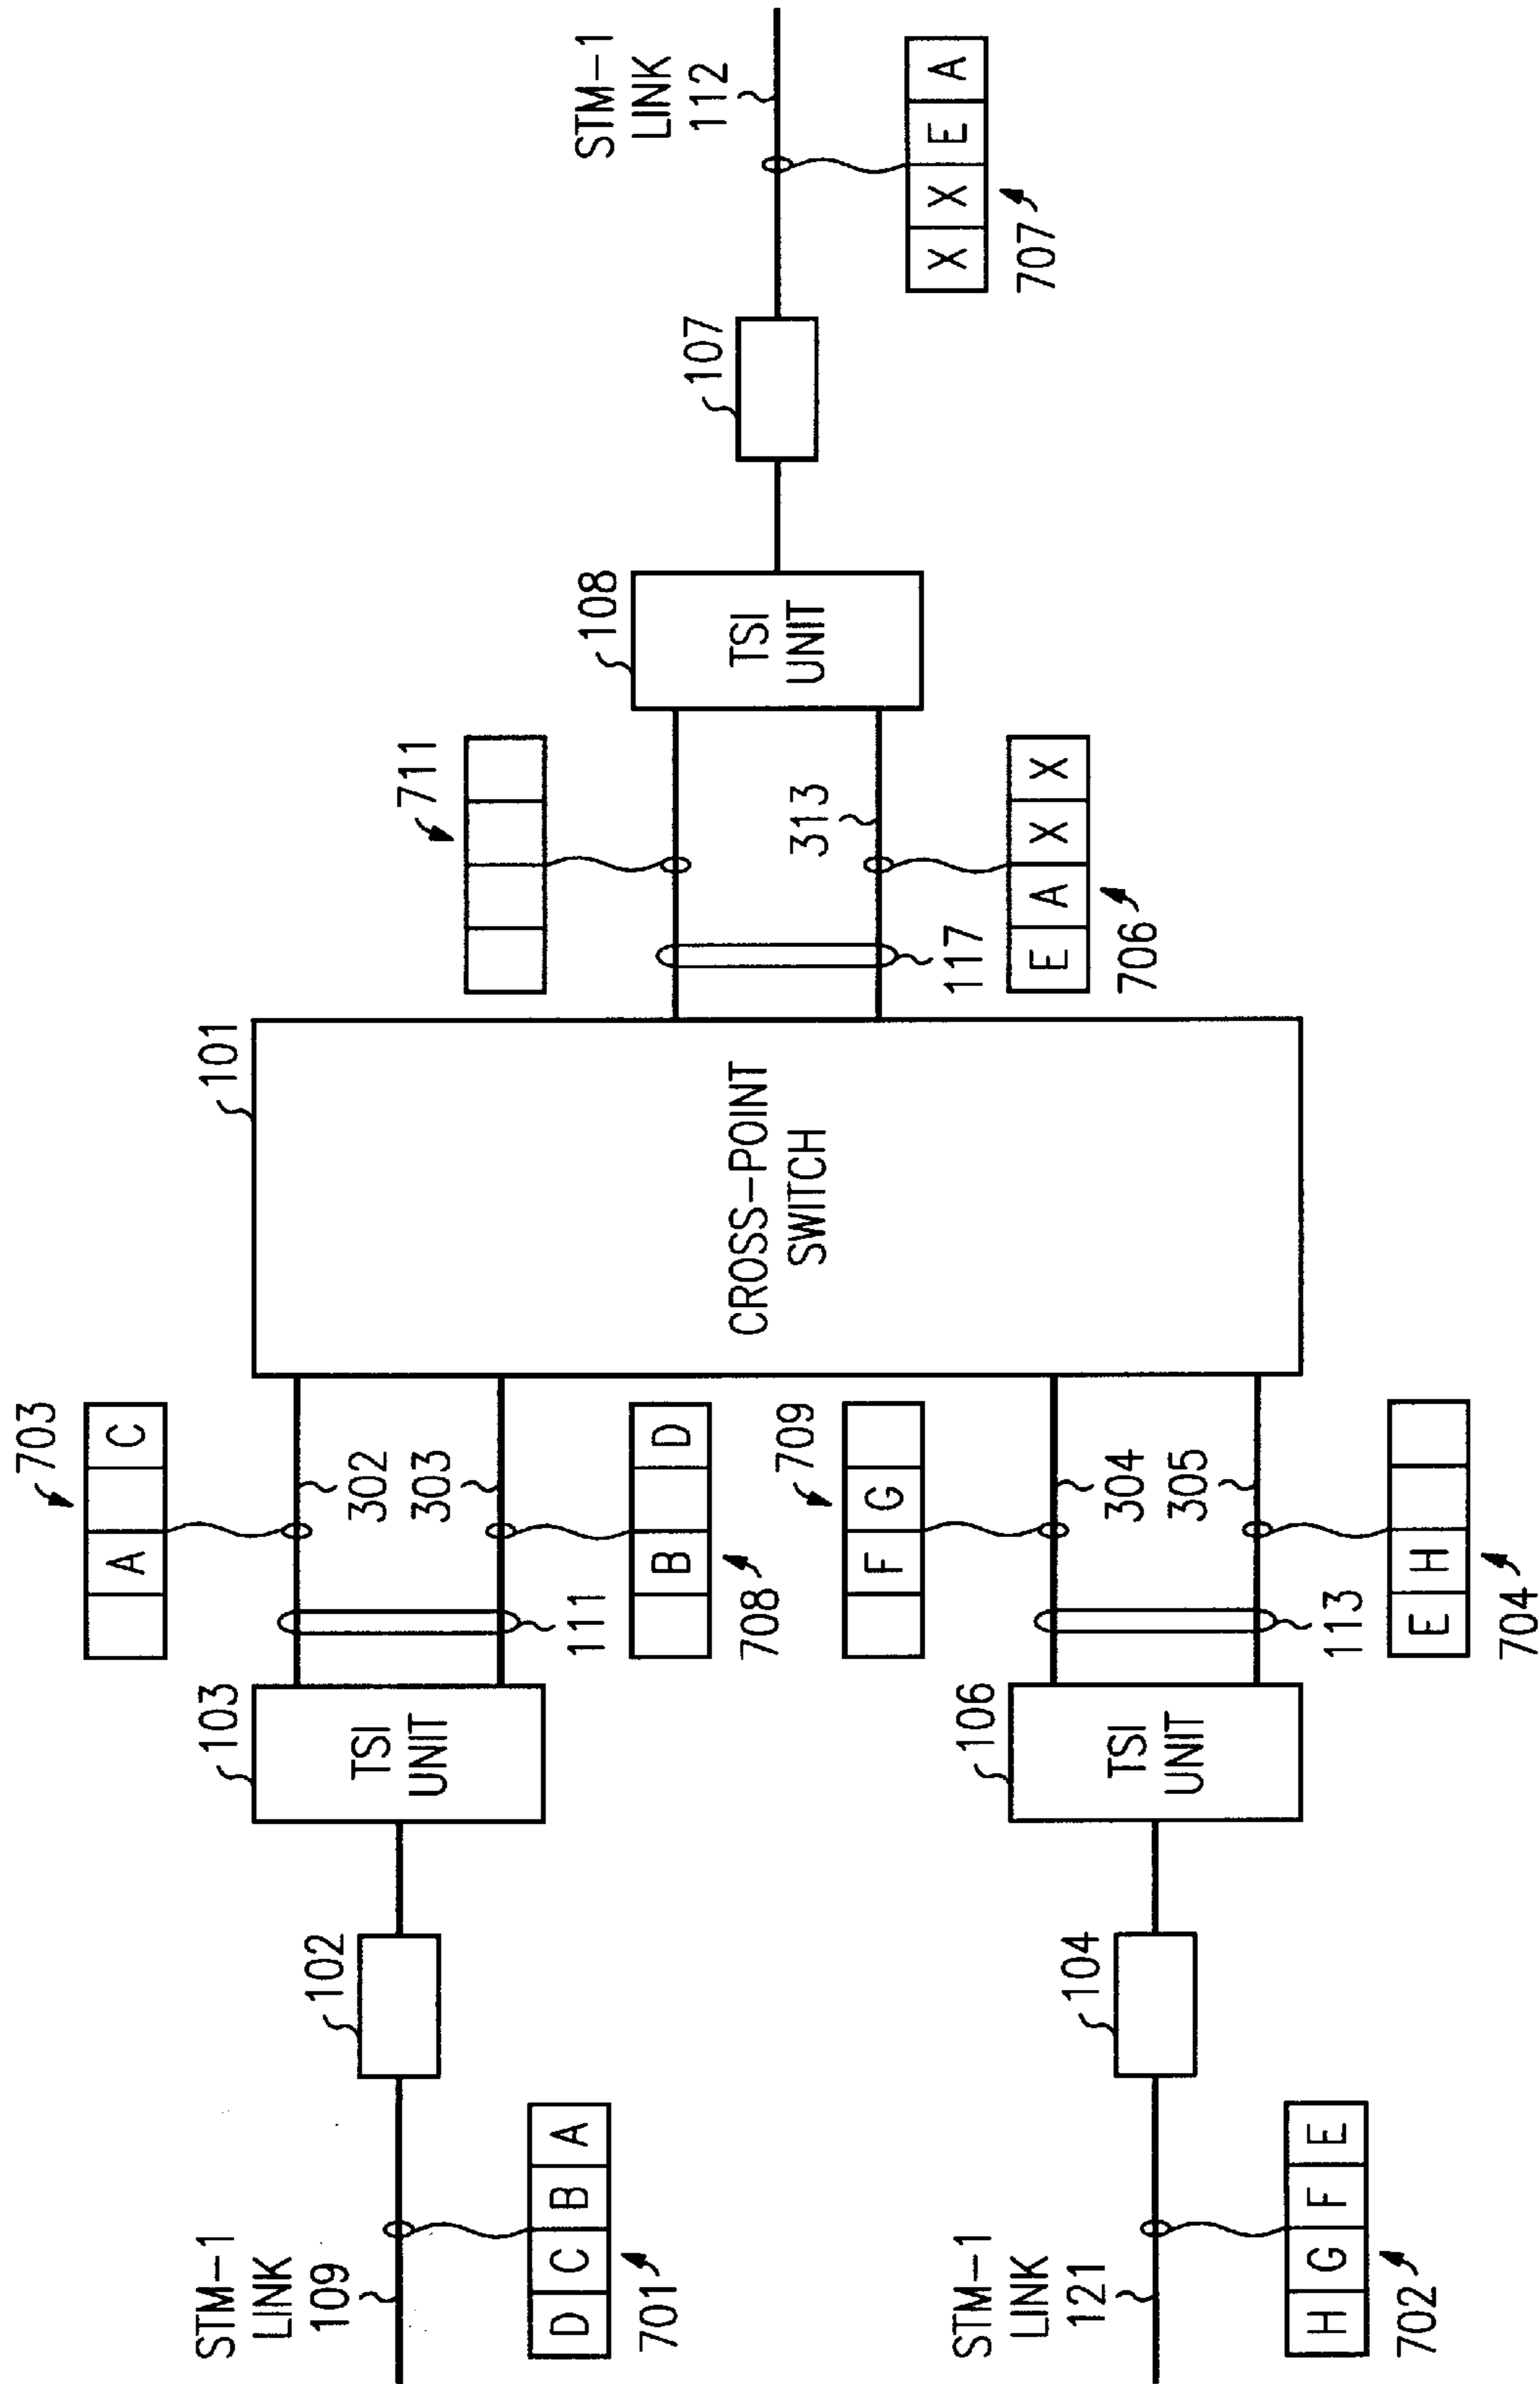 703
A C
STM-1
LINK
109
102
103
TSI
UNIT
302
303
111
D C B A
701
B D
708
101
CROSS-POINT
SWITCH
711
313
117
E A X X
706
108
TSI
UNIT
107
STM-1
LINK
112
X X E A
707
709
F G
STM-1
LINK
121
104
106
TSI
UNIT
304
305
113
H G F E
702
E H
704